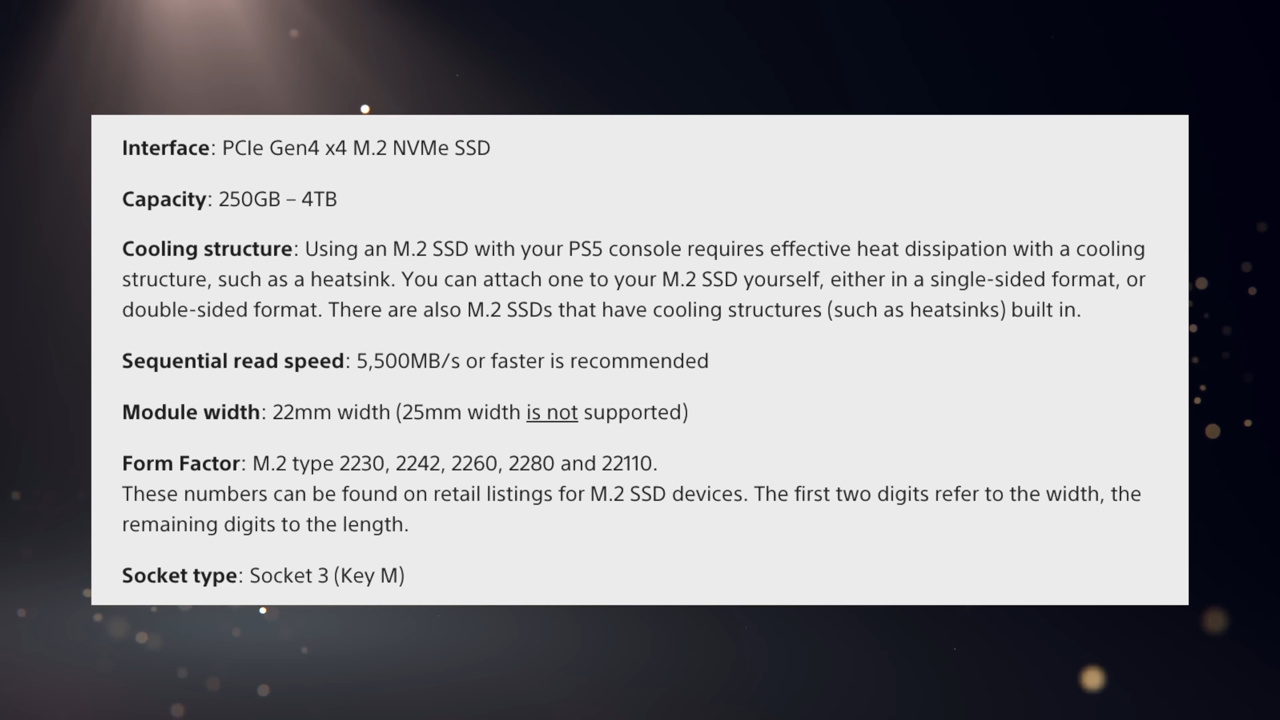 Interface: PCIe Gen4 x4 M.2 NVMe SSD
Capacity: 250GB – 4TB
Cooling structure: Using an M.2 SSD with your PS5 console requires effective heat dissipation with a cooling
structure, such as a heatsink. You can attach one to your M.2 SSD yourself, either in a single-sided format, or
double-sided format. There are also M.2 SSDs that have cooling structures (such as heatsinks) built in.
Sequential read speed: 5,500MB/s or faster is recommended
Module width: 22mm width (25mm width is not supported)
Form Factor: M.2 type 2230, 2242, 2260, 2280 and 22110.
These numbers can be found on retail listings for M.2 SSD devices. The first two digits refer to the width, the
remaining digits to the length.
Socket type: Socket 3 (Key M)